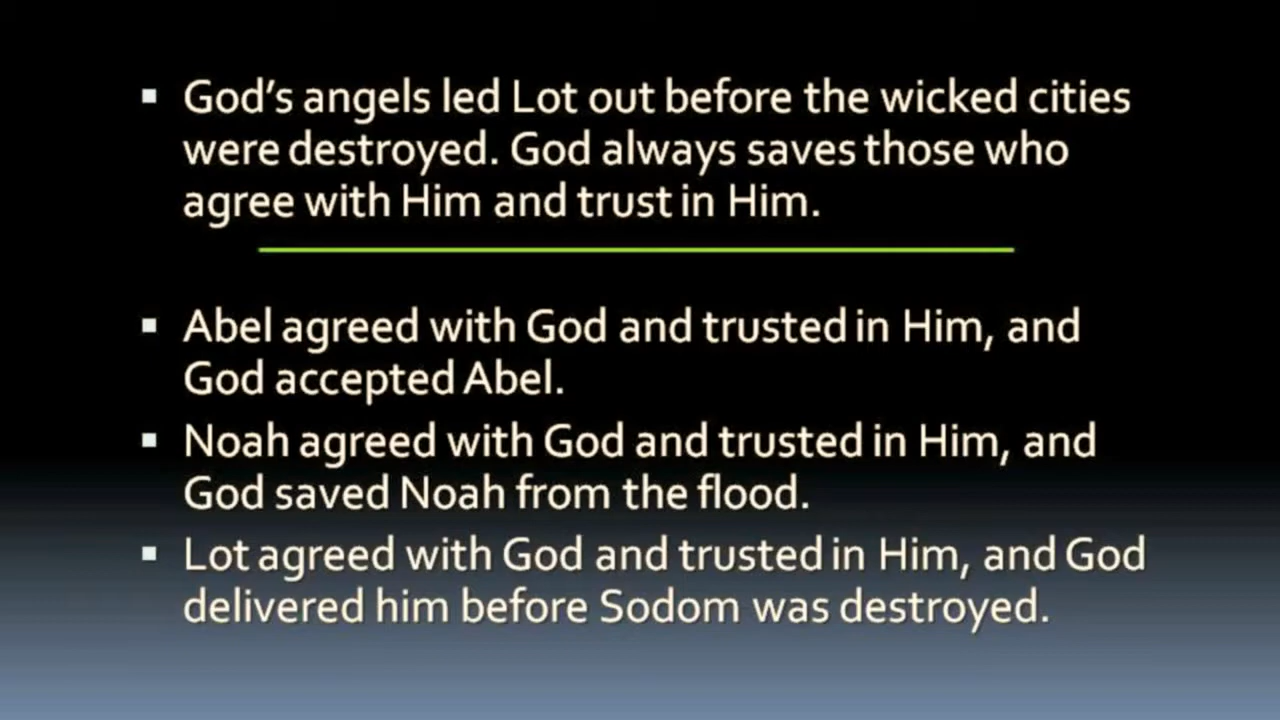 ▪ God's angels led Lot out before the wicked cities
were destroyed. God always saves those who
agree with Him and trust in Him.
▪ Abel agreed with God and trusted in Him, and
God accepted Abel.
▪ Noah agreed with God and trusted in Him, and
God saved Noah from the flood.
▪ Lot agreed with God and trusted in Him, and God
delivered him before Sodom was destroyed.